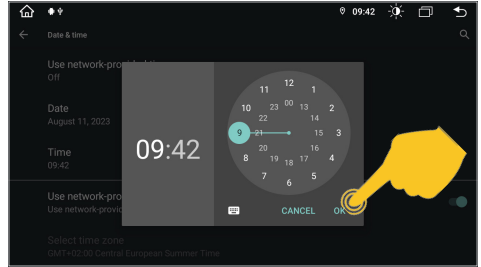 09:42
Date & time
Use network-provided time
Off
Date
August 11, 2023
Time
09:42
09:42
12
11
1
10
23
00
13
2
22
14
9
21
15
3
20
16
8
19
18
17
4
7
5
6
CANCEL
OK
Use network-pro
Use network-provid
Select time zone
GMT+02:00 Central European Summer Time